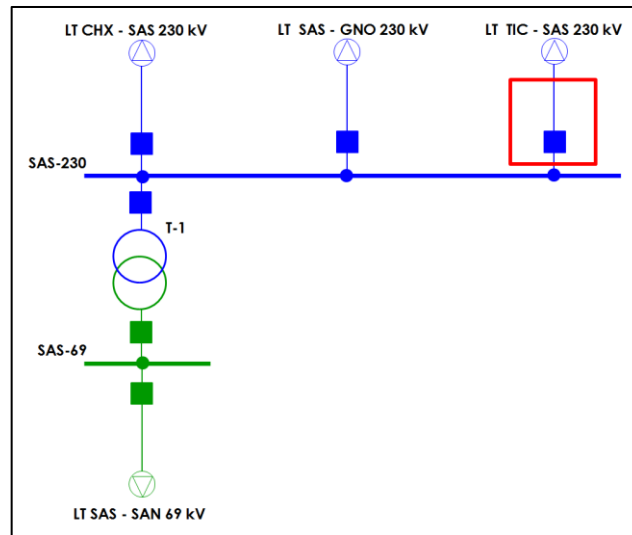 LT CHX - SAS 230 kV
LT SAS - GNO 230 kV
LT TIC - SAS 230 kV
SAS-230
T-1
SAS-69
LT SAS - SAN 69 kV